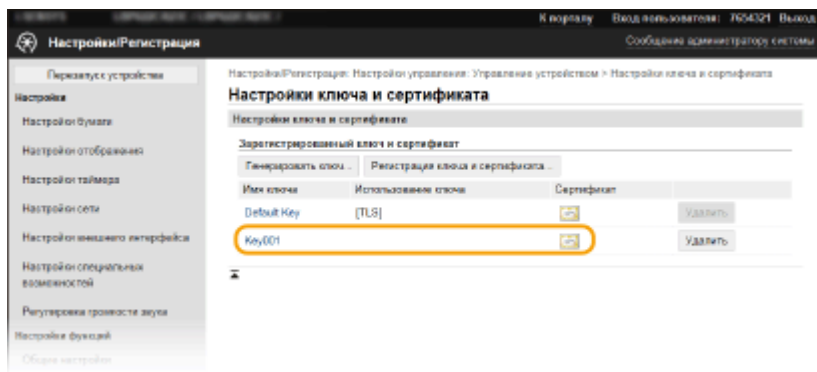 К порталу Вход пользователя: 7654321 Выход
Настройки/Регистрация
Сообщение администратору системы
Перезапуск устройства
Настройки/Регистрация: Настройки управления: Управление устройством > Настройки ключа и сертификата
Настройки
Настройки ключа и сертификата
Настройки бумаги
Настройки ключа и сертификата
Настройки отображения
Зарегистрированный ключ и сертификат
Генерировать ключ... Регистрация ключа и сертификата...
Настройки таймера
Имя ключа Использование ключа Сертификат
Настройки сети
Default Key [TLS] Удалить
Настройки внешнего интерфейса
Key001 Удалить
Настройки специальных
возможностей
Регулировка громкости звука
Настройки функций
Общие настройки